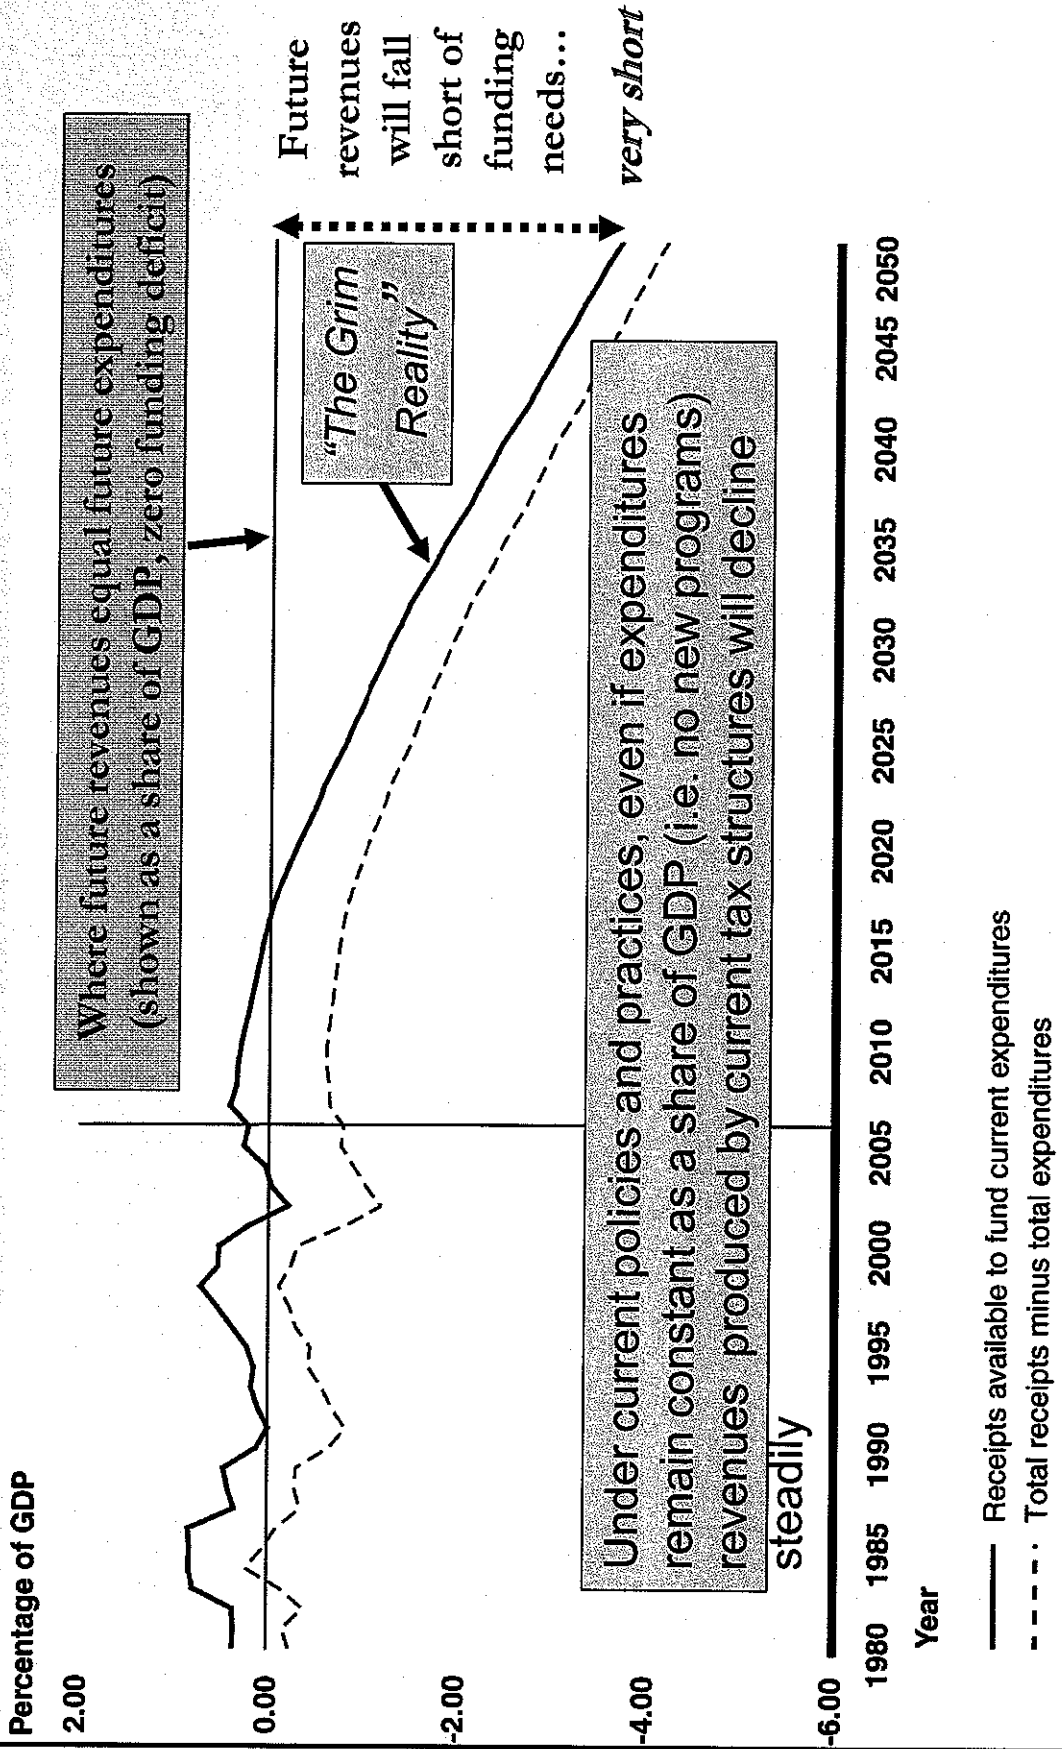 Percentage of GDP
2.00
0.00
-2.00
-4.00
-6.00
Where future revenues equal future expenditures
(shown as a share of GDP, zero funding deficit)
"The Grim
Reality"
Future
revenues
will fall
short of
funding
needs...
very short
Under current policies and practices, even if expenditures
remain constant as a share of GDP (i.e. no new programs)
revenues produced by current tax structures will decline
steadily
1980 1985 1990 1995 2000 2005 2010 2015 2020 2025 2030 2035 2040 2045 2050
Year
Receipts available to fund current expenditures
Total receipts minus total expenditures